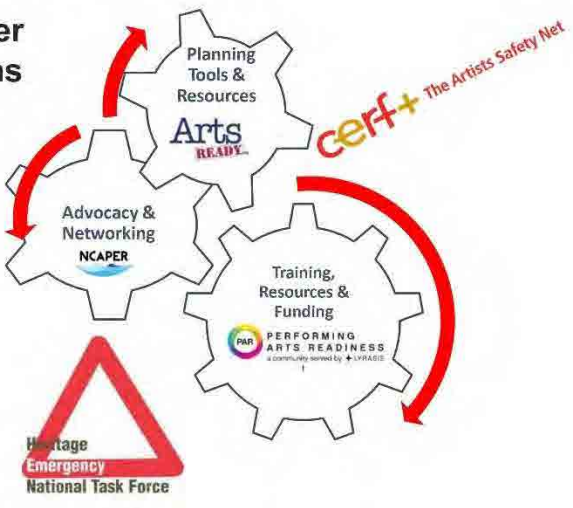 er
ns
Planning
Tools &
Resources
Arts
READY
cerf+ The Artists Safety Net
Advocacy &
Networking
NCAPER
Training,
Resources &
Funding
PAR
PERFORMING
ARTS READINESS
a community served by LYRASIS
Heritage
Emergency
National Task Force